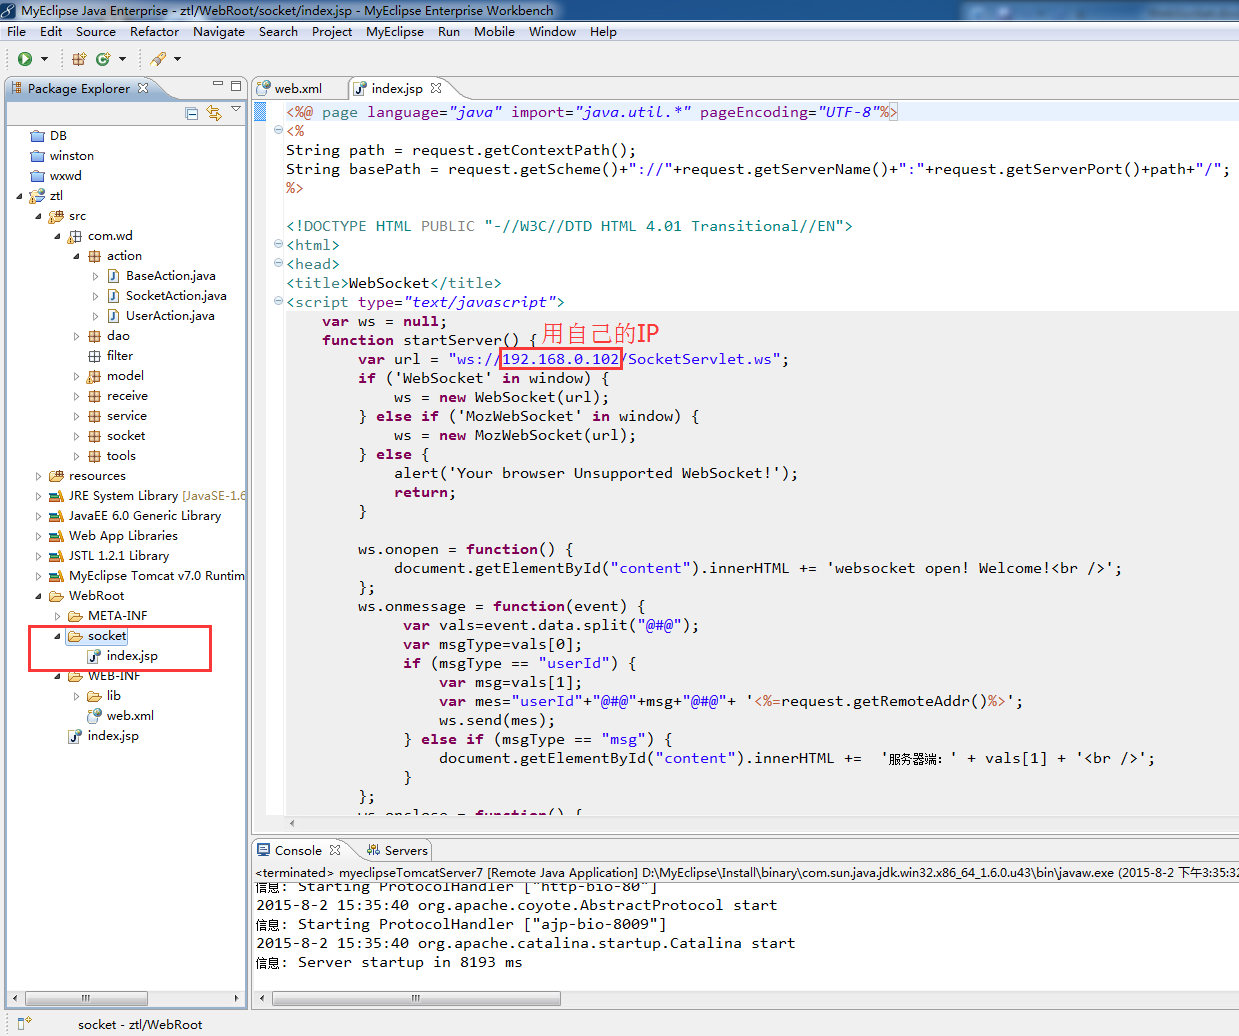 MyEclipse Java Enterprise - ztl/WebRoot/socket/index.jsp - MyEclipse Enterprise Workbench
File Edit Source Refactor Navigate Search Project MyEclipse Run Mobile Window Help
Package Explorer
DB
winston
wxwd
ztl
src
com.wd
action
BaseAction.java
SocketAction.java
UserAction.java
dao
filter
model
receive
service
socket
tools
resources
JRE System Library [JavaSE-1.6
JavaEE 6.0 Generic Library
Web App Libraries
JSTL 1.2.1 Library
MyEclipse Tomcat v7.0 Runtim
WebRoot
META-INF
socket
index.jsp
WEB-INF
lib
web.xml
index.jsp
web.xml index.jsp
<%@ page language="java" import="java.util.*" pageEncoding="UTF-8"%>
<%
String path = request.getContextPath();
String basePath = request.getScheme()+"://"+request.getServerName()+":"+request.getServerPort()+path+"/";
%>
<!DOCTYPE HTML PUBLIC "-//W3C//DTD HTML 4.01 Transitional//EN">
<html>
<head>
<title>WebSocket</title>
<script type="text/javascript">
var ws = null;
function startServer() { 用自己的IP
var url = "ws://192.168.0.102/SocketServlet.ws";
if ('WebSocket' in window) {
ws = new WebSocket(url);
} else if ('MozWebSocket' in window) {
ws = new MozWebSocket(url);
} else {
alert('Your browser Unsupported WebSocket!');
return;
}
ws.onopen = function() {
document.getElementById("content").innerHTML += 'websocket open! Welcome!<br />';
};
ws.onmessage = function(event) {
var vals=event.data.split("@#@");
var msgType=vals[0];
if (msgType == "userId") {
var msg=vals[1];
var mes="userId"+"@#@"+msg+"@#@"+ '<%=request.getRemoteAddr()%>';
ws.send(mes);
} else if (msgType == "msg") {
document.getElementById("content").innerHTML += '服务器端：' + vals[1] + '<br />';
}
};
ws.onclose = function() {
Console Servers
<terminated> myeclipseTomcatServer7 [Remote Java Application] D:\MyEclipse\Install\binary\com.sun.java.jdk.win32.x86_64_1.6.0.u43\bin\javaw.exe (2015-8-2 下午3:35:32
信息: Starting ProtocolHandler ["http-bio-80"]
2015-8-2 15:35:40 org.apache.coyote.AbstractProtocol start
信息: Starting ProtocolHandler ["ajp-bio-8009"]
2015-8-2 15:35:40 org.apache.catalina.startup.Catalina start
信息: Server startup in 8193 ms
socket - ztl/WebRoot